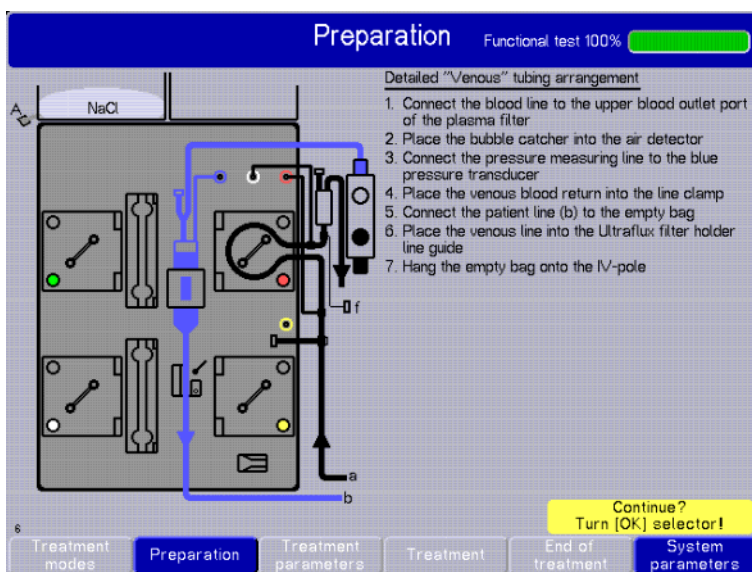 Preparation
Functional test 100%
Detailed "Venous" tubing arrangement
1. Connect the blood line to the upper blood outlet port
of the plasma filter
2. Place the bubble catcher into the air detector
3. Connect the pressure measuring line to the blue
pressure transducer
4. Place the venous blood return into the line clamp
5. Connect the patient line (b) to the empty bag
6. Place the venous line into the Ultraflux filter holder
line guide
7. Hang the empty bag onto the IV-pole
A
NaCl
f
a
b
Continue?
Turn [OK] selector!
6
Treatment
modes
Preparation
Treatment
parameters
Treatment
End of
treatment
System
parameters